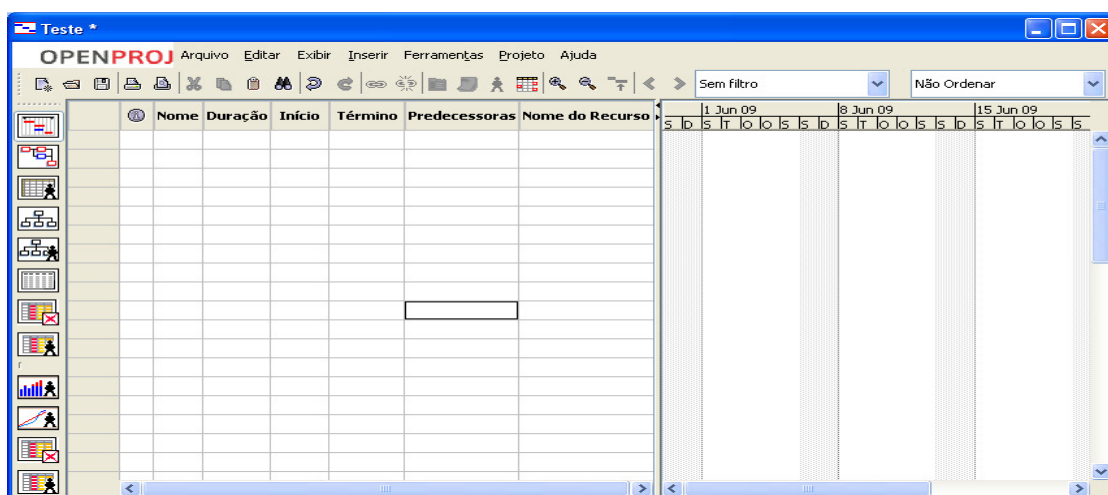 Teste *
OPENPROJ Arquivo Editar Exibir Inserir Ferramentas Projeto Ajuda
Sem filtro Não Ordenar
Nome Duração Início Término Predecessoras Nome do Recurso
1 Jun 09 8 Jun 09 15 Jun 09
S D S T Q Q S S D S T Q Q S S D S T Q Q S S